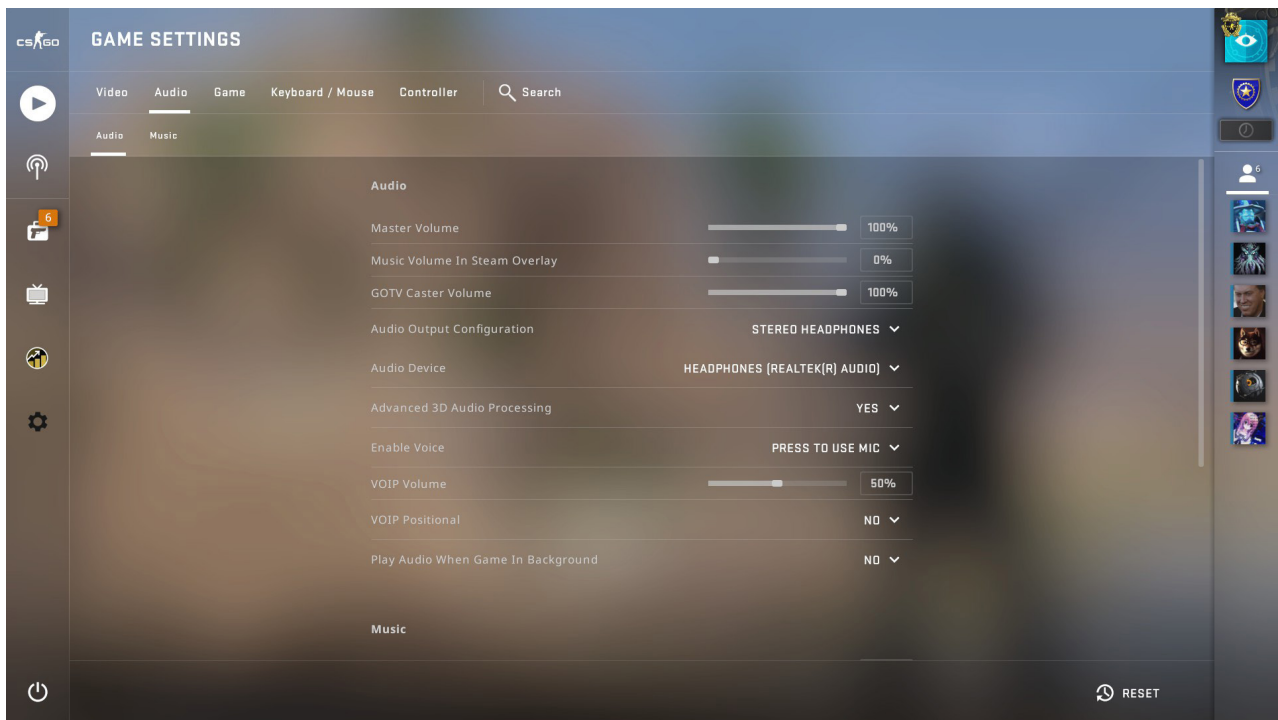 CS GO
GAME SETTINGS
Video Audio Game Keyboard / Mouse Controller Search
Audio Music
6
6
Audio
Master Volume 100%
Music Volume In Steam Overlay 0%
GOTV Caster Volume 100%
Audio Output Configuration STEREO HEADPHONES
Audio Device HEADPHONES (REALTEK(R) AUDIO)
Advanced 3D Audio Processing YES
Enable Voice PRESS TO USE MIC
VOIP Volume 50%
VOIP Positional NO
Play Audio When Game In Background NO
Music
RESET